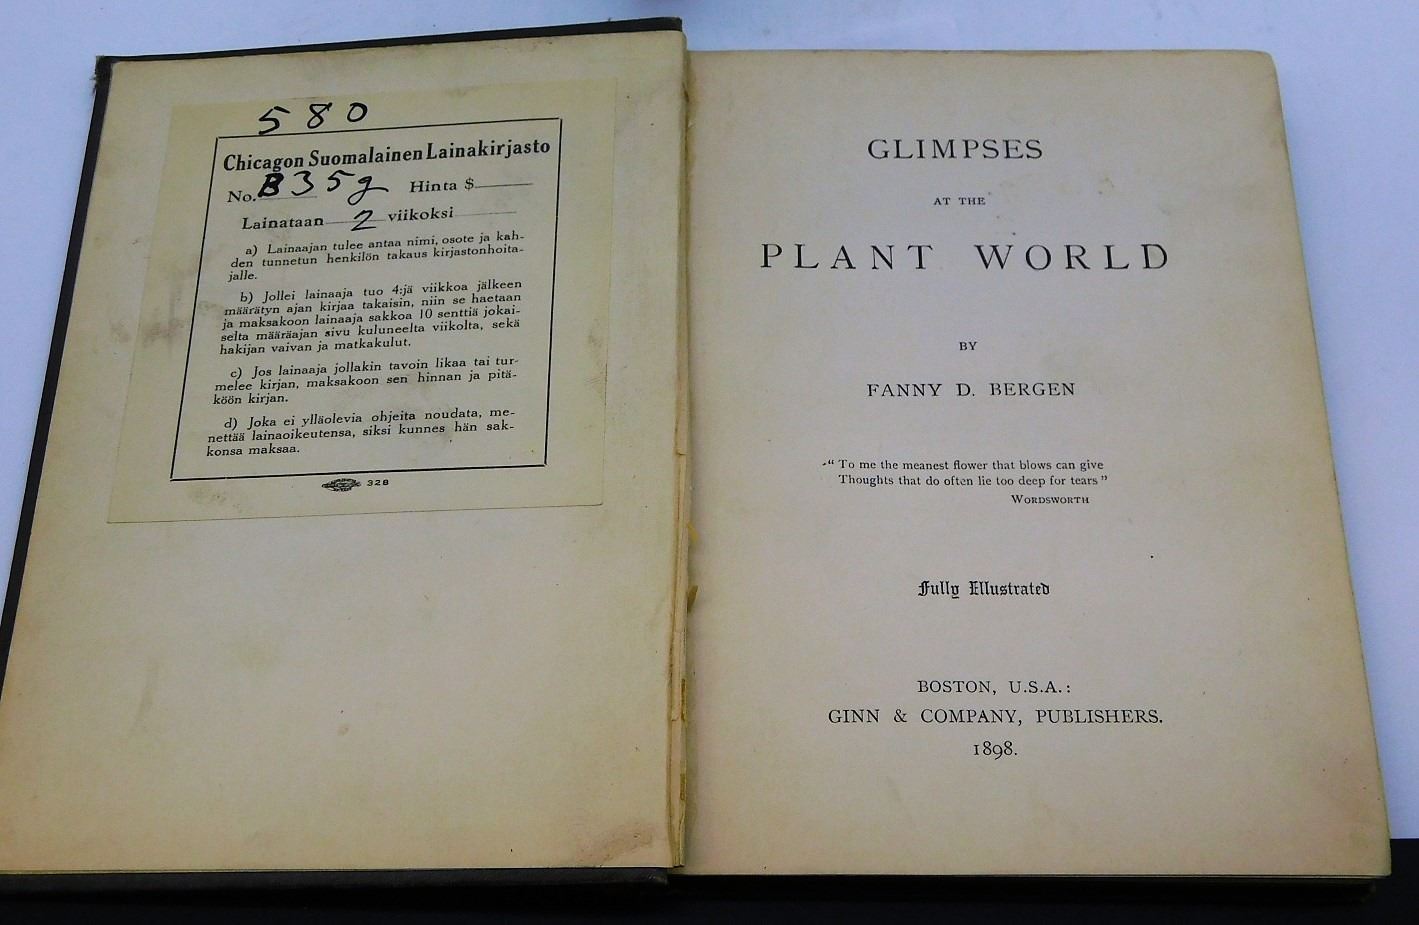 580
Chicagon Suomalainen Lainakirjasto
No. B35g Hinta $
Lainataan 2 viikoksi
a) Lainaajan tulee antaa nimi, osote ja kah-
den tunnetun henkilön takaus kirjastonhoita-
jalle.
b) Jollei lainaaja tuo 4:jä viikkoa jälkeen
määrätyn ajan kirjaa takaisin, niin se haetaan
ja maksakoon lainaaja sakkoa 10 senttiä jokai-
selta määräajan sivu kuluneelta viikolta, sekä
hakijan vaivan ja matkakulut.
c) Jos lainaaja jollakin tavoin likaa tai tur-
melee kirjan, maksakoon sen hinnan ja pitä-
köön kirjan.
d) Joka ei ylläolevia ohjeita noudata, me-
nettää lainaoikeutensa, siksi kunnes hän sak-
konsa maksaa.
328
GLIMPSES
AT THE
PLANT WORLD
BY
FANNY D. BERGEN
"To me the meanest flower that blows can give
Thoughts that do often lie too deep for tears"
WORDSWORTH
Fully Illustrated
BOSTON, U.S.A.:
GINN & COMPANY, PUBLISHERS.
1898.